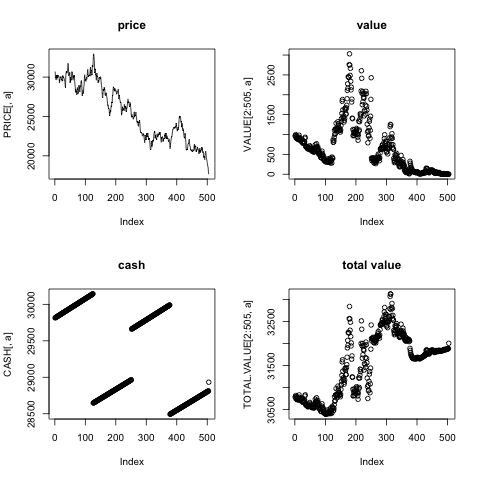 price
value
PRICE[, a]
20000 25000 30000
0 100 200 300 400 500
Index
VALUE[2:505, a]
0 500 1500 2500
0 100 200 300 400 500
Index
cash
total value
CASH[, a]
28500 29000 29500 30000
0 100 200 300 400 500
Index
TOTAL.VALUE[2:505, a]
30500 31500 32500
0 100 200 300 400 500
Index